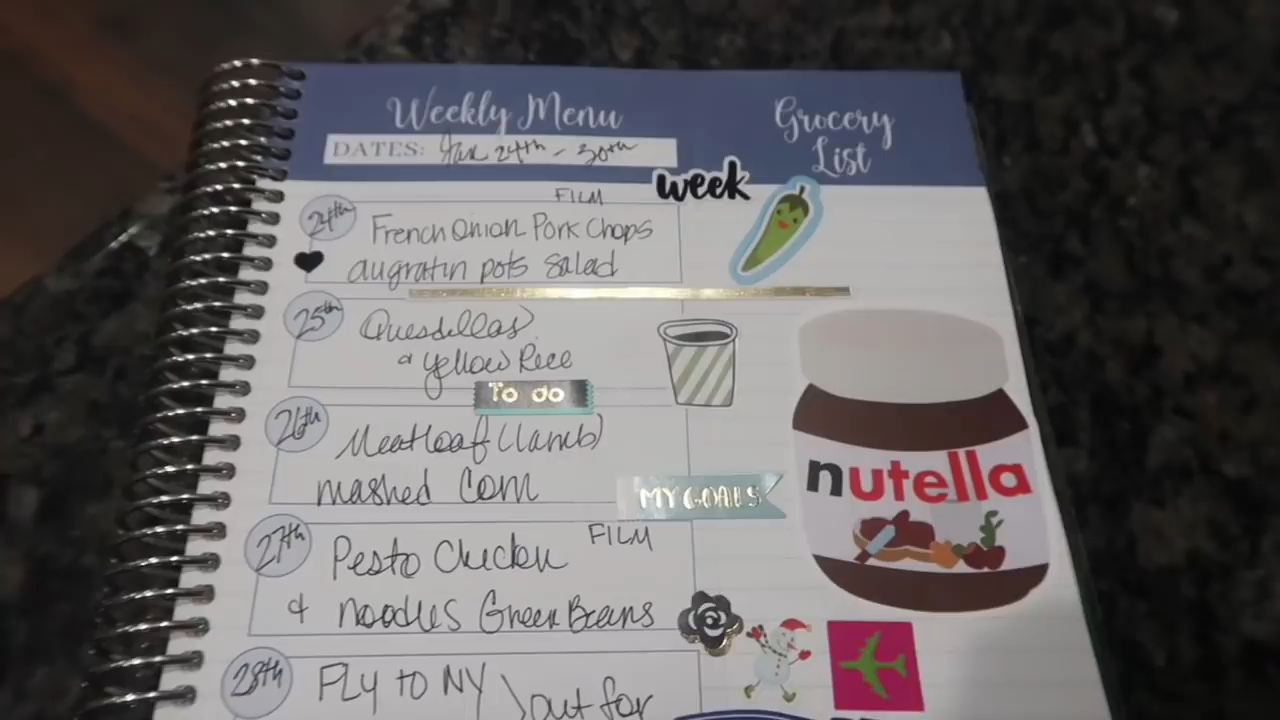 Weekly Menu
DATES: Jan 24th - 30th
Grocery
List
week
FILM
24th French Onion Pork Chops
augratin pots salad
25th Quesdillas
& Yellow Rice
To do
26th Meatloaf (lamb)
mashed Corn
MY GOALS
nutella
27th Pesto Chicken FILM
& noodles Green Beans
28th FLY TO NY
out for